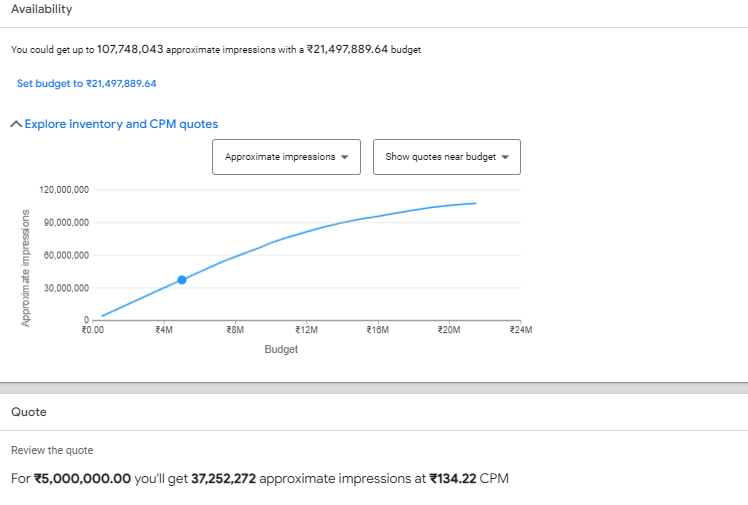 Availability
You could get up to 107,748,043 approximate impressions with a ₹21,497,889.64 budget
Set budget to ₹21,497,889.64
Explore inventory and CPM quotes
Approximate impressions
Show quotes near budget
120,000,000
90,000,000
60,000,000
30,000,000
0
Approximate impressions
₹0.00 ₹4M ₹8M ₹12M ₹16M ₹20M ₹24M
Budget
Quote
Review the quote
For ₹5,000,000.00 you'll get 37,252,272 approximate impressions at ₹134.22 CPM